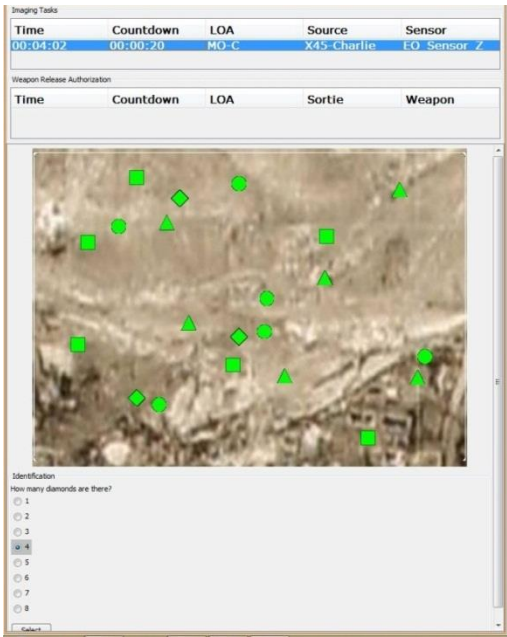 Imaging Tasks
Time Countdown LOA Source Sensor
00:04:02 00:00:20 MO-C X45-Charlie EO Sensor Z
Weapon Release Authorization
Time Countdown LOA Sortie Weapon
Identification
How many diamonds are there?
1
2
3
4
5
6
7
8
Select